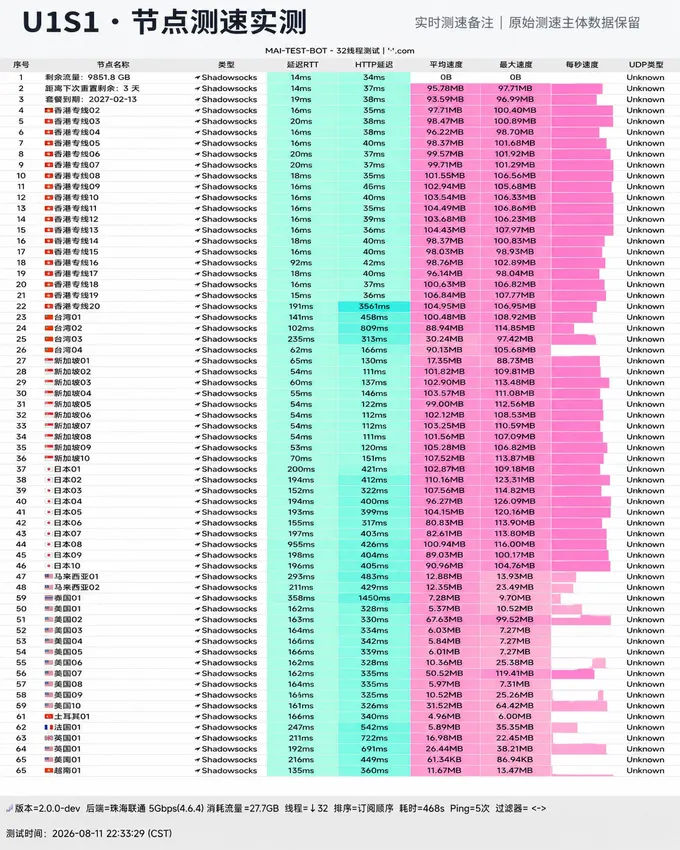 U1S1·节点测速实测
实时测速备注｜原始测速主体数据保留
MAI-TEST-BOT - 32线程测试 |
序号 节点名称 类型 延迟RTT HTTP延迟 平均速度 最大速度 每秒速度 UDP类型
1 剩余流量：9851.8 GB Shadowsocks 14ms 34ms 0B 0B Unknown
2 距离下次重置剩余：3 天 Shadowsocks 14ms 37ms 95.78MB 97.71MB Unknown
3 套餐到期：2027-02-13 Shadowsocks 19ms 38ms 93.59MB 96.99MB Unknown
4 香港专线02 Shadowsocks 16ms 38ms 97.71MB 100.40MB Unknown
5 香港专线03 Shadowsocks 20ms 38ms 98.47MB 100.89MB Unknown
6 香港专线04 Shadowsocks 16ms 38ms 96.22MB 98.70MB Unknown
7 香港专线05 Shadowsocks 16ms 40ms 98.37MB 101.68MB Unknown
8 香港专线06 Shadowsocks 20ms 37ms 99.57MB 101.92MB Unknown
9 香港专线07 Shadowsocks 20ms 37ms 99.71MB 101.29MB Unknown
10 香港专线08 Shadowsocks 18ms 35ms 101.55MB 106.56MB Unknown
11 香港专线09 Shadowsocks 16ms 45ms 102.94MB 105.68MB Unknown
12 香港专线10 Shadowsocks 16ms 40ms 103.54MB 106.33MB Unknown
13 香港专线11 Shadowsocks 16ms 35ms 104.49MB 106.86MB Unknown
14 香港专线12 Shadowsocks 16ms 39ms 103.68MB 106.23MB Unknown
15 香港专线13 Shadowsocks 16ms 36ms 104.43MB 107.97MB Unknown
16 香港专线14 Shadowsocks 18ms 40ms 98.37MB 100.83MB Unknown
17 香港专线15 Shadowsocks 16ms 40ms 98.03MB 98.93MB Unknown
18 香港专线16 Shadowsocks 92ms 42ms 98.76MB 102.89MB Unknown
19 香港专线17 Shadowsocks 18ms 40ms 96.14MB 98.04MB Unknown
20 香港专线18 Shadowsocks 16ms 37ms 100.63MB 106.82MB Unknown
21 香港专线19 Shadowsocks 15ms 36ms 106.84MB 107.77MB Unknown
22 香港专线20 Shadowsocks 191ms 3561ms 104.95MB 106.95MB Unknown
23 台湾01 Shadowsocks 141ms 458ms 100.48MB 108.92MB Unknown
24 台湾02 Shadowsocks 102ms 809ms 88.94MB 114.85MB Unknown
25 台湾03 Shadowsocks 235ms 313ms 30.24MB 97.42MB Unknown
26 台湾04 Shadowsocks 62ms 166ms 90.13MB 105.68MB Unknown
27 新加坡01 Shadowsocks 65ms 130ms 17.35MB 88.73MB Unknown
28 新加坡02 Shadowsocks 54ms 111ms 101.82MB 109.81MB Unknown
29 新加坡03 Shadowsocks 60ms 137ms 102.90MB 113.48MB Unknown
30 新加坡04 Shadowsocks 55ms 146ms 103.57MB 111.08MB Unknown
31 新加坡05 Shadowsocks 54ms 122ms 99.00MB 112.56MB Unknown
32 新加坡06 Shadowsocks 54ms 112ms 102.12MB 108.53MB Unknown
33 新加坡07 Shadowsocks 54ms 112ms 103.25MB 110.59MB Unknown
34 新加坡08 Shadowsocks 54ms 111ms 101.56MB 107.09MB Unknown
35 新加坡09 Shadowsocks 53ms 120ms 105.28MB 106.82MB Unknown
36 新加坡10 Shadowsocks 70ms 151ms 107.52MB 113.87MB Unknown
37 日本01 Shadowsocks 200ms 421ms 102.87MB 109.18MB Unknown
38 日本02 Shadowsocks 194ms 412ms 110.16MB 123.31MB Unknown
39 日本03 Shadowsocks 152ms 322ms 107.56MB 114.82MB Unknown
40 日本04 Shadowsocks 194ms 400ms 96.27MB 126.09MB Unknown
41 日本05 Shadowsocks 193ms 399ms 104.15MB 120.16MB Unknown
42 日本06 Shadowsocks 155ms 317ms 80.83MB 113.90MB Unknown
43 日本07 Shadowsocks 197ms 403ms 82.61MB 113.80MB Unknown
44 日本08 Shadowsocks 955ms 426ms 100.94MB 116.00MB Unknown
45 日本09 Shadowsocks 198ms 404ms 89.03MB 100.17MB Unknown
46 日本10 Shadowsocks 196ms 405ms 90.96MB 104.76MB Unknown
47 马来西亚01 Shadowsocks 293ms 483ms 12.88MB 13.93MB Unknown
48 马来西亚02 Shadowsocks 211ms 429ms 12.35MB 23.49MB Unknown
59 泰国01 Shadowsocks 358ms 1450ms 7.28MB 9.70MB Unknown
50 美国01 Shadowsocks 162ms 328ms 5.37MB 10.52MB Unknown
51 美国02 Shadowsocks 163ms 330ms 67.63MB 99.52MB Unknown
52 美国03 Shadowsocks 164ms 334ms 6.03MB 7.27MB Unknown
53 美国04 Shadowsocks 166ms 342ms 5.84MB 7.27MB Unknown
54 美国05 Shadowsocks 166ms 339ms 6.01MB 7.27MB Unknown
55 美国06 Shadowsocks 162ms 328ms 10.36MB 25.38MB Unknown
56 美国07 Shadowsocks 162ms 335ms 50.52MB 119.41MB Unknown
57 美国08 Shadowsocks 164ms 335ms 5.97MB 7.31MB Unknown
58 美国09 Shadowsocks 165ms 325ms 10.52MB 25.26MB Unknown
59 美国10 Shadowsocks 161ms 326ms 31.52MB 64.42MB Unknown
61 土耳其01 Shadowsocks 166ms 340ms 4.96MB 6.00MB Unknown
62 法国01 Shadowsocks 247ms 542ms 5.89MB 35.35MB Unknown
63 英国01 Shadowsocks 211ms 722ms 16.98MB 22.45MB Unknown
64 英国01 Shadowsocks 192ms 691ms 26.44MB 38.21MB Unknown
65 Shadowsocks 216ms 449ms 61.34KB 86.94KB Unknown
65 越南01 Shadowsocks 135ms 360ms 11.67MB 13.47MB Unknown
版本=2.0.0-dev 后端=珠海联通 5Gbps(4.6.4) 消耗流量=27.7GB 线程=↓32 排序=订阅顺序 耗时=468s Ping=5次 过滤器= <->
测试时间：2026-08-11 22:33:29 (CST)